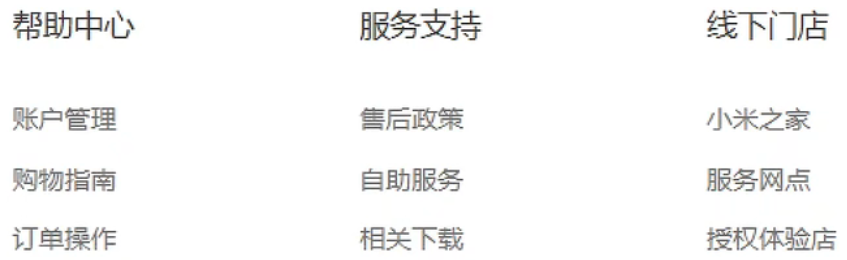 帮助中心 服务支持 线下门店
账户管理 售后政策 小米之家
购物指南 自助服务 服务网点
订单操作 相关下载 授权体验店